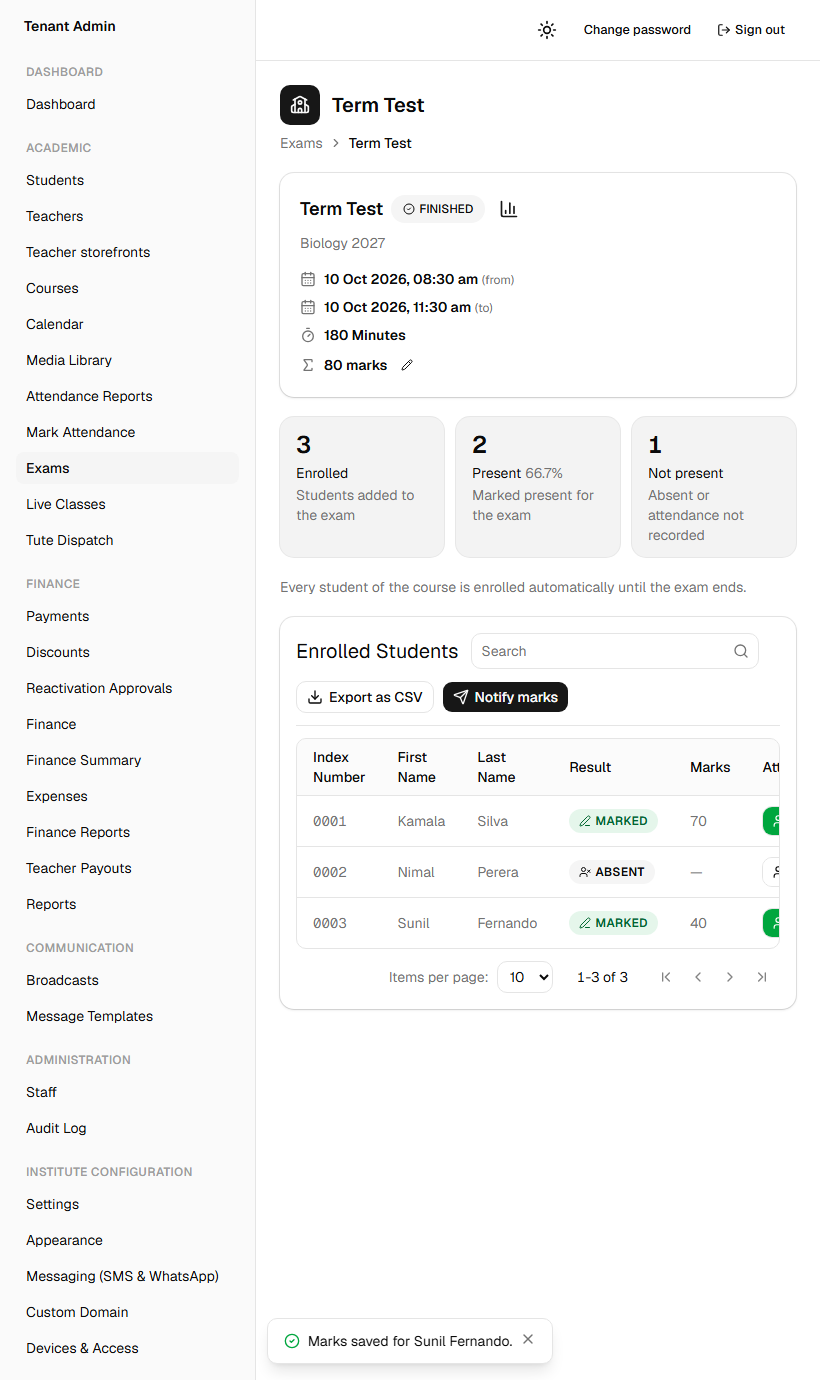 Tenant Admin
Change password
Sign out
DASHBOARD
Dashboard
ACADEMIC
Students
Teachers
Teacher storefronts
Courses
Calendar
Media Library
Attendance Reports
Mark Attendance
Exams
Live Classes
Tute Dispatch
FINANCE
Payments
Discounts
Reactivation Approvals
Finance
Finance Summary
Expenses
Finance Reports
Teacher Payouts
Reports
COMMUNICATION
Broadcasts
Message Templates
ADMINISTRATION
Staff
Audit Log
INSTITUTE CONFIGURATION
Settings
Appearance
Messaging (SMS & WhatsApp)
Custom Domain
Devices & Access
Term Test
Exams > Term Test
Term Test FINISHED
Biology 2027
10 Oct 2026, 08:30 am (from)
10 Oct 2026, 11:30 am (to)
180 Minutes
80 marks
3
Enrolled
Students added to
the exam
2
Present 66.7%
Marked present for
the exam
1
Not present
Absent or
attendance not
recorded
Every student of the course is enrolled automatically until the exam ends.
Enrolled Students
Search
Export as CSV
Notify marks
Index Number First Name Last Name Result Marks
0001 Kamala Silva MARKED 70
0002 Nimal Perera ABSENT —
0003 Sunil Fernando MARKED 40
Items per page: 10 1-3 of 3
Marks saved for Sunil Fernando.